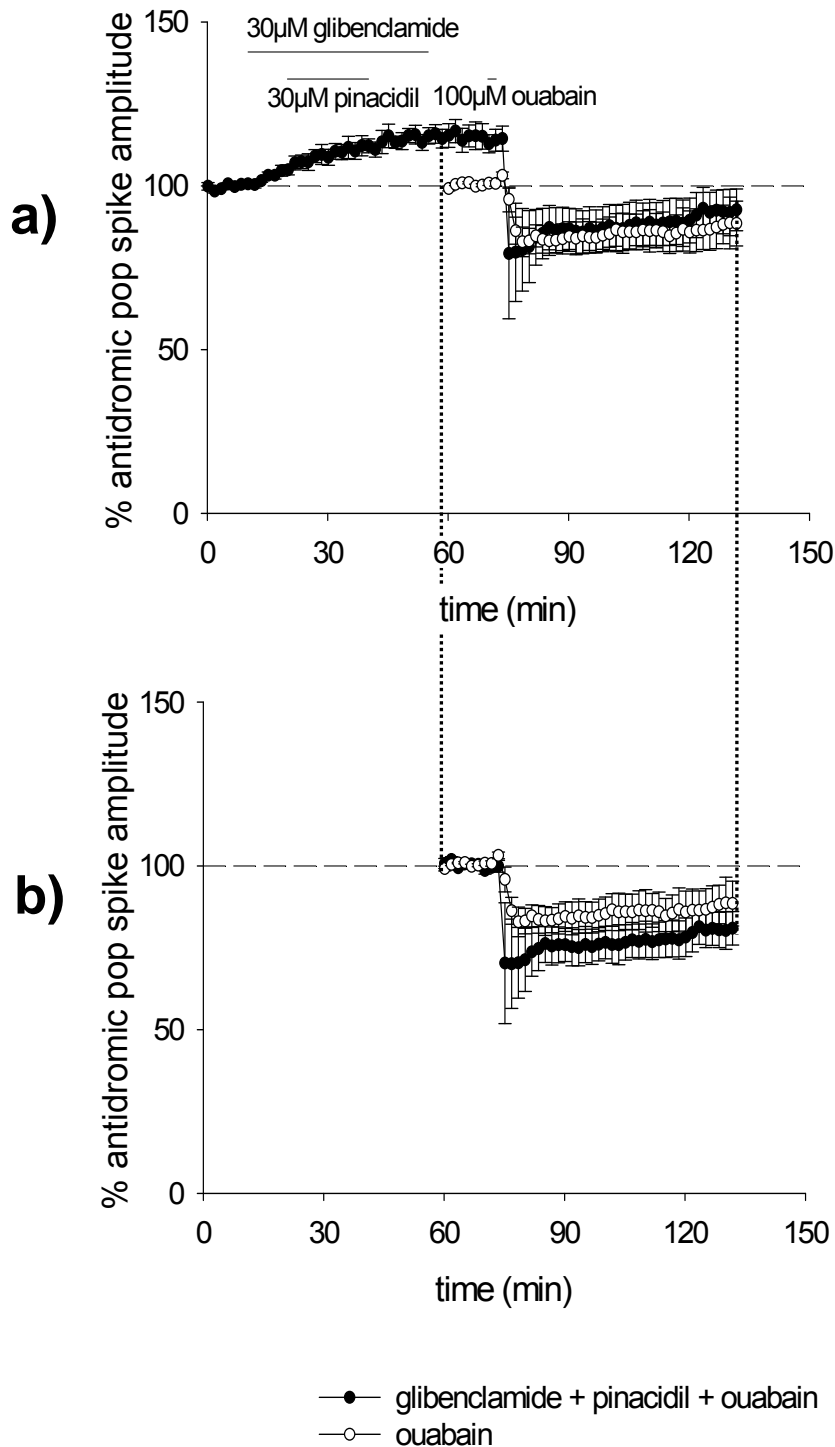 150
30µM glibenclamide
30µM pinacidil
100µM ouabain
100
50
0
% antidromic pop spike amplitude
a)
0 30 60 90 120 150
time (min)
150
100
50
0
% antidromic pop spike amplitude
b)
0 30 60 90 120 150
time (min)
glibenclamide + pinacidil + ouabain
ouabain